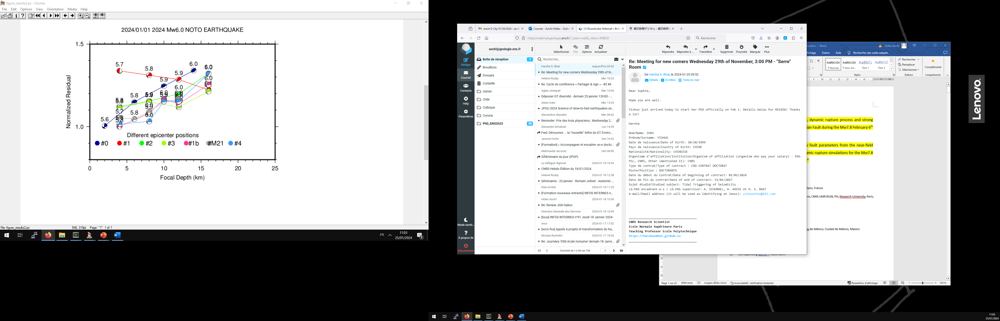 figure_results2.ps - GSview
File Edit Options View Orientation Media Help
2024/01/01 2024 Mw6.0 NOTO EARTHQUAKE
1.5
1.0
Normalized Residual
5.7
5.8
5.9
6.0
6.0
5.9
6.0
6.0
5.8
5.6
5.8
6.0
Different epicenter positions
#0 #1 #2 #3 #1b #M21 #4
0 5 10 15 20 25
Focal Depth (km)
File: figure_results2.ps 546, 315pt Page: "1" 1 of 1
FR 11:03
25/01/2024
3
zoom E-City 01/26/2024 - aochi
Courrier - Aochi Hideo - Outlo
(1) Roundcube Webmail :: Boîte
朝日新聞デジタル：朝日新聞社
https://webmail.geologie.ens.fr/?_task=mail&_mbox=INBOX
Rechercher
Rédiger
Courriel
Contacts
Help
Paramètres
Mode somb...
À propos de
Déconnexion
aochi@geologie.ens.fr
Boîte de réception 1
Brouillons
Envoyés
Corbeille
Admin
Chile
Colloque
Corona
PhD_ENS2023 39
Sélectionner Fils Options Actualiser
Recherche...
Harsha S. Bhat Aujourd'hui 09:52
Re: Meeting for new comers Wednesday 29th of N...
Helene Rouby Mer 18:23
Re: Cycle de conférence « Partager & Agir » - #5 #6
Aglae Jezequel Mer 16:56
Déjeuner GT diversité - demain 25 janvier 12H30 - ...
Aitaro Kato Mer 13:33
JPGU 2024 Science of slow-to-fast earthquakes se...
Alexandros Alexakis Mer 08:43
Reminder: Prix des trois physiciens , Wednesday 2...
Alexandre Schubnel Lun 14:49
Fwd: Découvrez ... la "nouvelle" lettre du GT Enviro...
Jerome Fortin Ven 16:52
[Formation] « Accompagner et encadrer un·e docto...
Webmaster account Ven 08:00
SÃ©minaire du jour (IPGP)
Le Délégué régional 2024-01-18 16:54
CNRS Hebdo Édition du 18/01/2024
Helene Rouby 2024-01-18 12:38
Séminaires - 23 janvier - Romain Jolivet - Aseismic ...
Klein Emilie 2024-01-18 11:20
[Formation nouveaux entrants] INFOS INTERNES n...
Hideo Aochi 2024-01-18 10:54
Re: Review JGR Galion
Direction Generale des Services 2024-01-18 10:49
[tous] INFOS INTERNES n°91 Jeudi 18 Janvier 2024-
sncs 2024-01-17 17:02
[sncs-fsu] Appels à projets et transformation du tra...
Nicolas Rochetin 2024-01-17 10:55
Re: Journées 'ENS école inclusive' demain 18 Janvi...
Courriels de 1 à 50 sur 756
1
Répondre Répondre à ... Transférer Supprimer Pourriels Marquer Plus
Re: Meeting for new comers Wednesday 29th of November, 3:00 PM - "Serre"
Room
De Harsha S. Bhat, le 2024-01-25 09:52
Détails En-têtes Texte en clair
Dear Sophie,
Hope you are well.
Yishuo just arrived today to start her PhD officially on Feb 1. Details below for RESEDA! Thanks
a lot!
Harsha
Nom/Name: ZHOU
Prénom/Surname: YISHUO
Date de naissance/Date of birth: 30/10/1999
Pays de naissance/Country of birth: CHINE
Nationalité/Nationality: CHINOISE
Organisme d'affiliation/Institution/Organism of affiliation (organism who pay your salary) - ENS-
PSL, CNRS, Other (mentioned it): CNRS
Type de contrat/Type of contract : CDD CONTRAT DOCTORAT
Poste/Position : DOCTORANTE
Date du début du Contrat/Date of beginning of contract: 01/02/2024
Date de fin du contrat/Date of end of contract: 31/01/2027
Sujet étudié/Studied subject: Tidal Triggering of Seismicity
LG-ENS encadrant-e-s / LG-ENS supervisor: A. SCHUBNEL, H. AOCHI et H. S. BHAT
e-mail/Email address (it will be used as identifying on Janus): yishuozhou@163.com
CNRS Research Scientist
Ecole Normale Supérieure Paris
Teaching Professor Ecole Polytechnique
https://harshasbhat.github.io
re.docx - Word
Hideo Aochi
ffichage Zotero Aide Rechercher des outils adaptés
AaBbCcDc AaBbCcDc AaBbCc AaBbCcC
¶ Normal ¶ Sans int... Titre 1 Titre 2
Styles
Rechercher
Remplacer
Sélectionner
Édition
Compléments
Compléments
, dynamic rupture process and strong
ian Fault during the Mw7.8 February 6th
fault parameters from the near-field
amic rupture simulations for the Mw7.8
éans, France
re, CNRS UMR 8538, PSL Research University, Paris,
a de México, Ciudad de México, Mexico
Corresponding author : Hideo Aochi
Page 1 sur 22 8089 mots Anglais (États-Unis) Accessibilité : vérification terminée
Paramètres d'affichage 100 %
Lenovo
11:03
25/01/2024